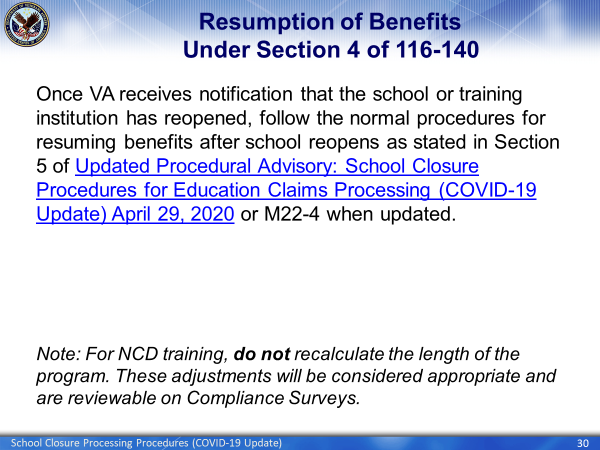 Resumption of Benefits
Under Section 4 of 116-140
Once VA receives notification that the school or training
institution has reopened, follow the normal procedures for
resuming benefits after school reopens as stated in Section
5 of Updated Procedural Advisory: School Closure
Procedures for Education Claims Processing (COVID-19
Update) April 29, 2020 or M22-4 when updated.
Note: For NCD training, do not recalculate the length of the
program. These adjustments will be considered appropriate and
are reviewable on Compliance Surveys.
School Closure Processing Procedures (COVID-19 Update)
30